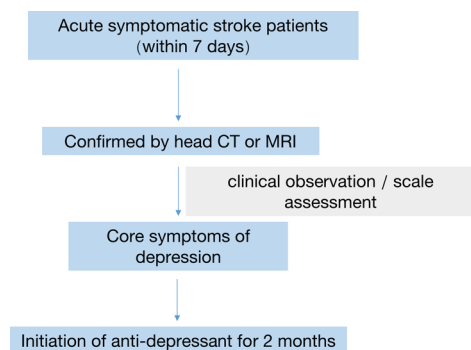 Acute symptomatic stroke patients
(within 7 days)
Confirmed by head CT or MRI
clinical observation / scale
assessment
Core symptoms of
depression
Initiation of anti-depressant for 2 months